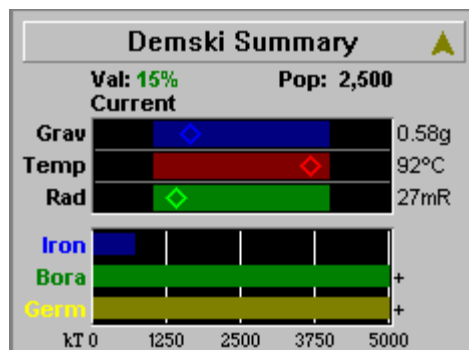 Demski Summary
Val: 15% Pop: 2,500
Current
Grav 0.58g
Temp 92°C
Rad 27mR
Iron
Bora +
Germ +
kT 0 1250 2500 3750 5000